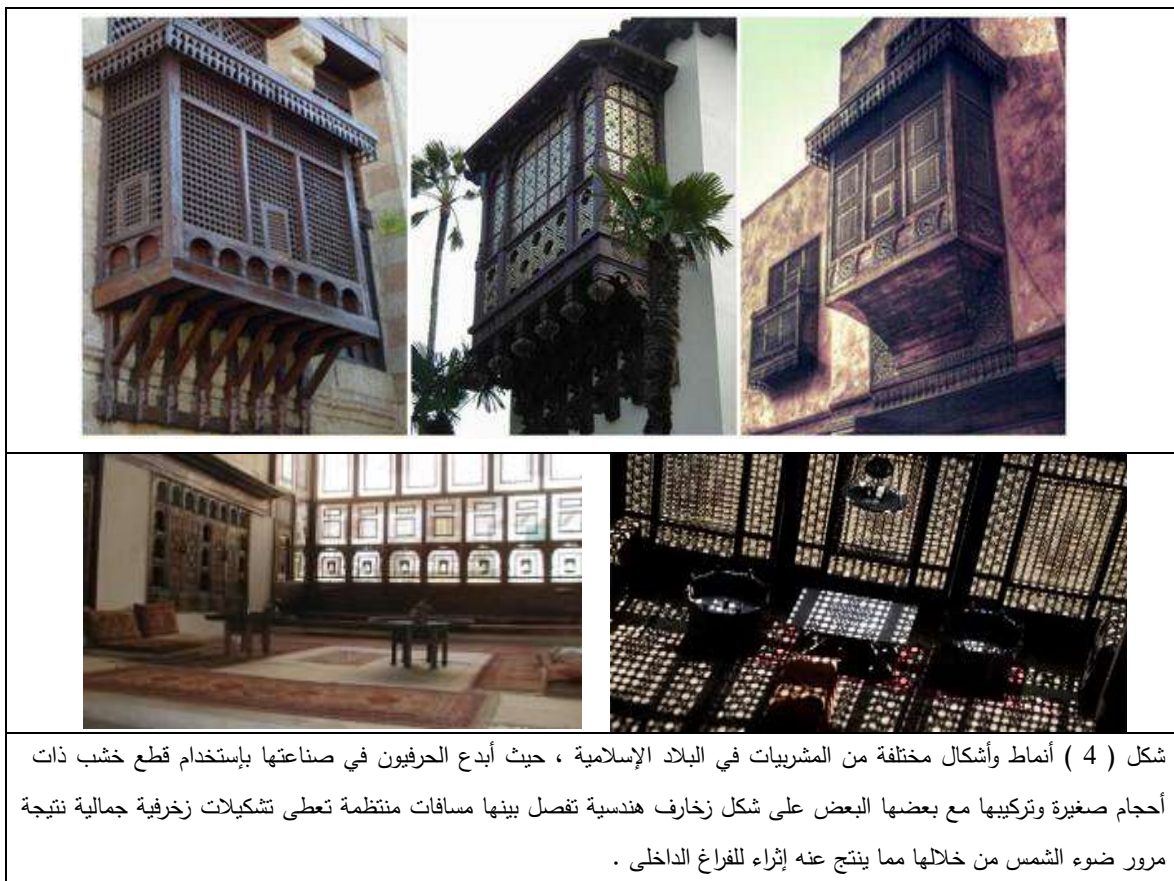 شكل ( 4 ) أنماط وأشكال مختلفة من المشربيات في البلاد الإسلامية ، حيث أبدع الحرفيون في صناعتها بإستخدام قطع خشب ذات
أحجام صغيرة وتركيبها مع بعضها البعض على شكل زخارف هندسية تفصل بينها مسافات منتظمة تعطى تشكيلات زخرفية جمالية نتيجة
مرور ضوء الشمس من خلالها مما ينتج عنه إثراء للفراغ الداخلى .